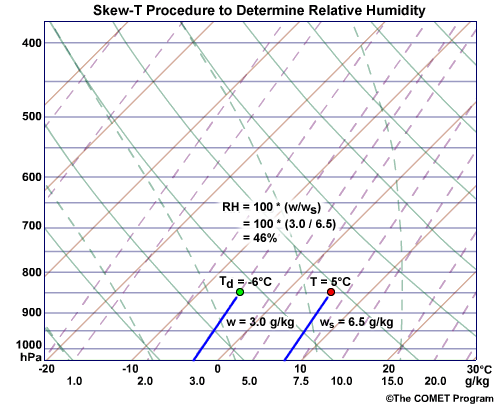 Skew-T Procedure to Determine Relative Humidity
400
500
600
RH = 100 * (w/wS)
700
= 100 * (3.0 / 6.5)
= 46%
800
Td = -6°C T = 5°C
900
w = 3.0 g/kg ws = 6.5 g/kg
1000
hPa
-20 -10 0 10 20 30°C
1.0 2.0 3.0 5.0 7.5 10.0 15.0 20.0 g/kg
©The COMET Program